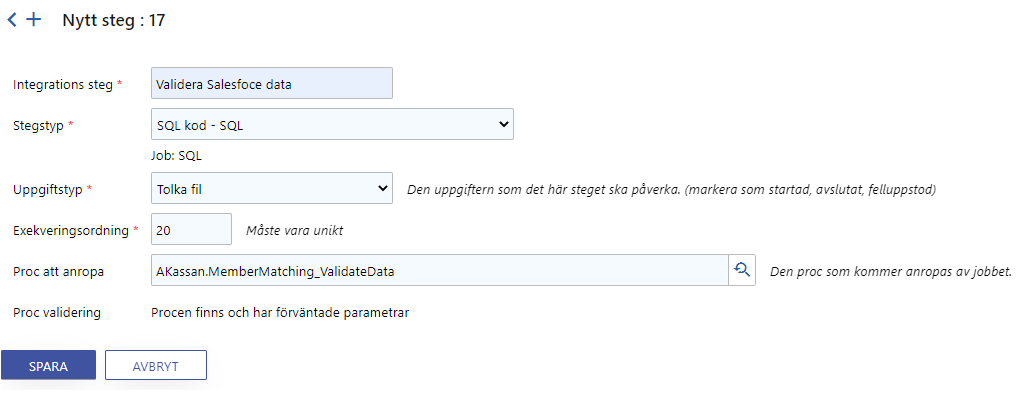 Nytt steg : 17
Integrations steg * Validera Salesfoce data
Stegstyp * SQL kod - SQL
Job: SQL
Uppgiftstyp * Tolka fil Den uppgiftern som det här steget ska påverka. (markera som startad, avslutat, felluppstod)
Exekveringsordning * 20 Måste vara unikt
Proc att anropa AKassan.MemberMatching_ValidateData Den proc som kommer anropas av jobbet.
Proc validering Procen finns och har förväntade parametrar
SPARA AVBRYT